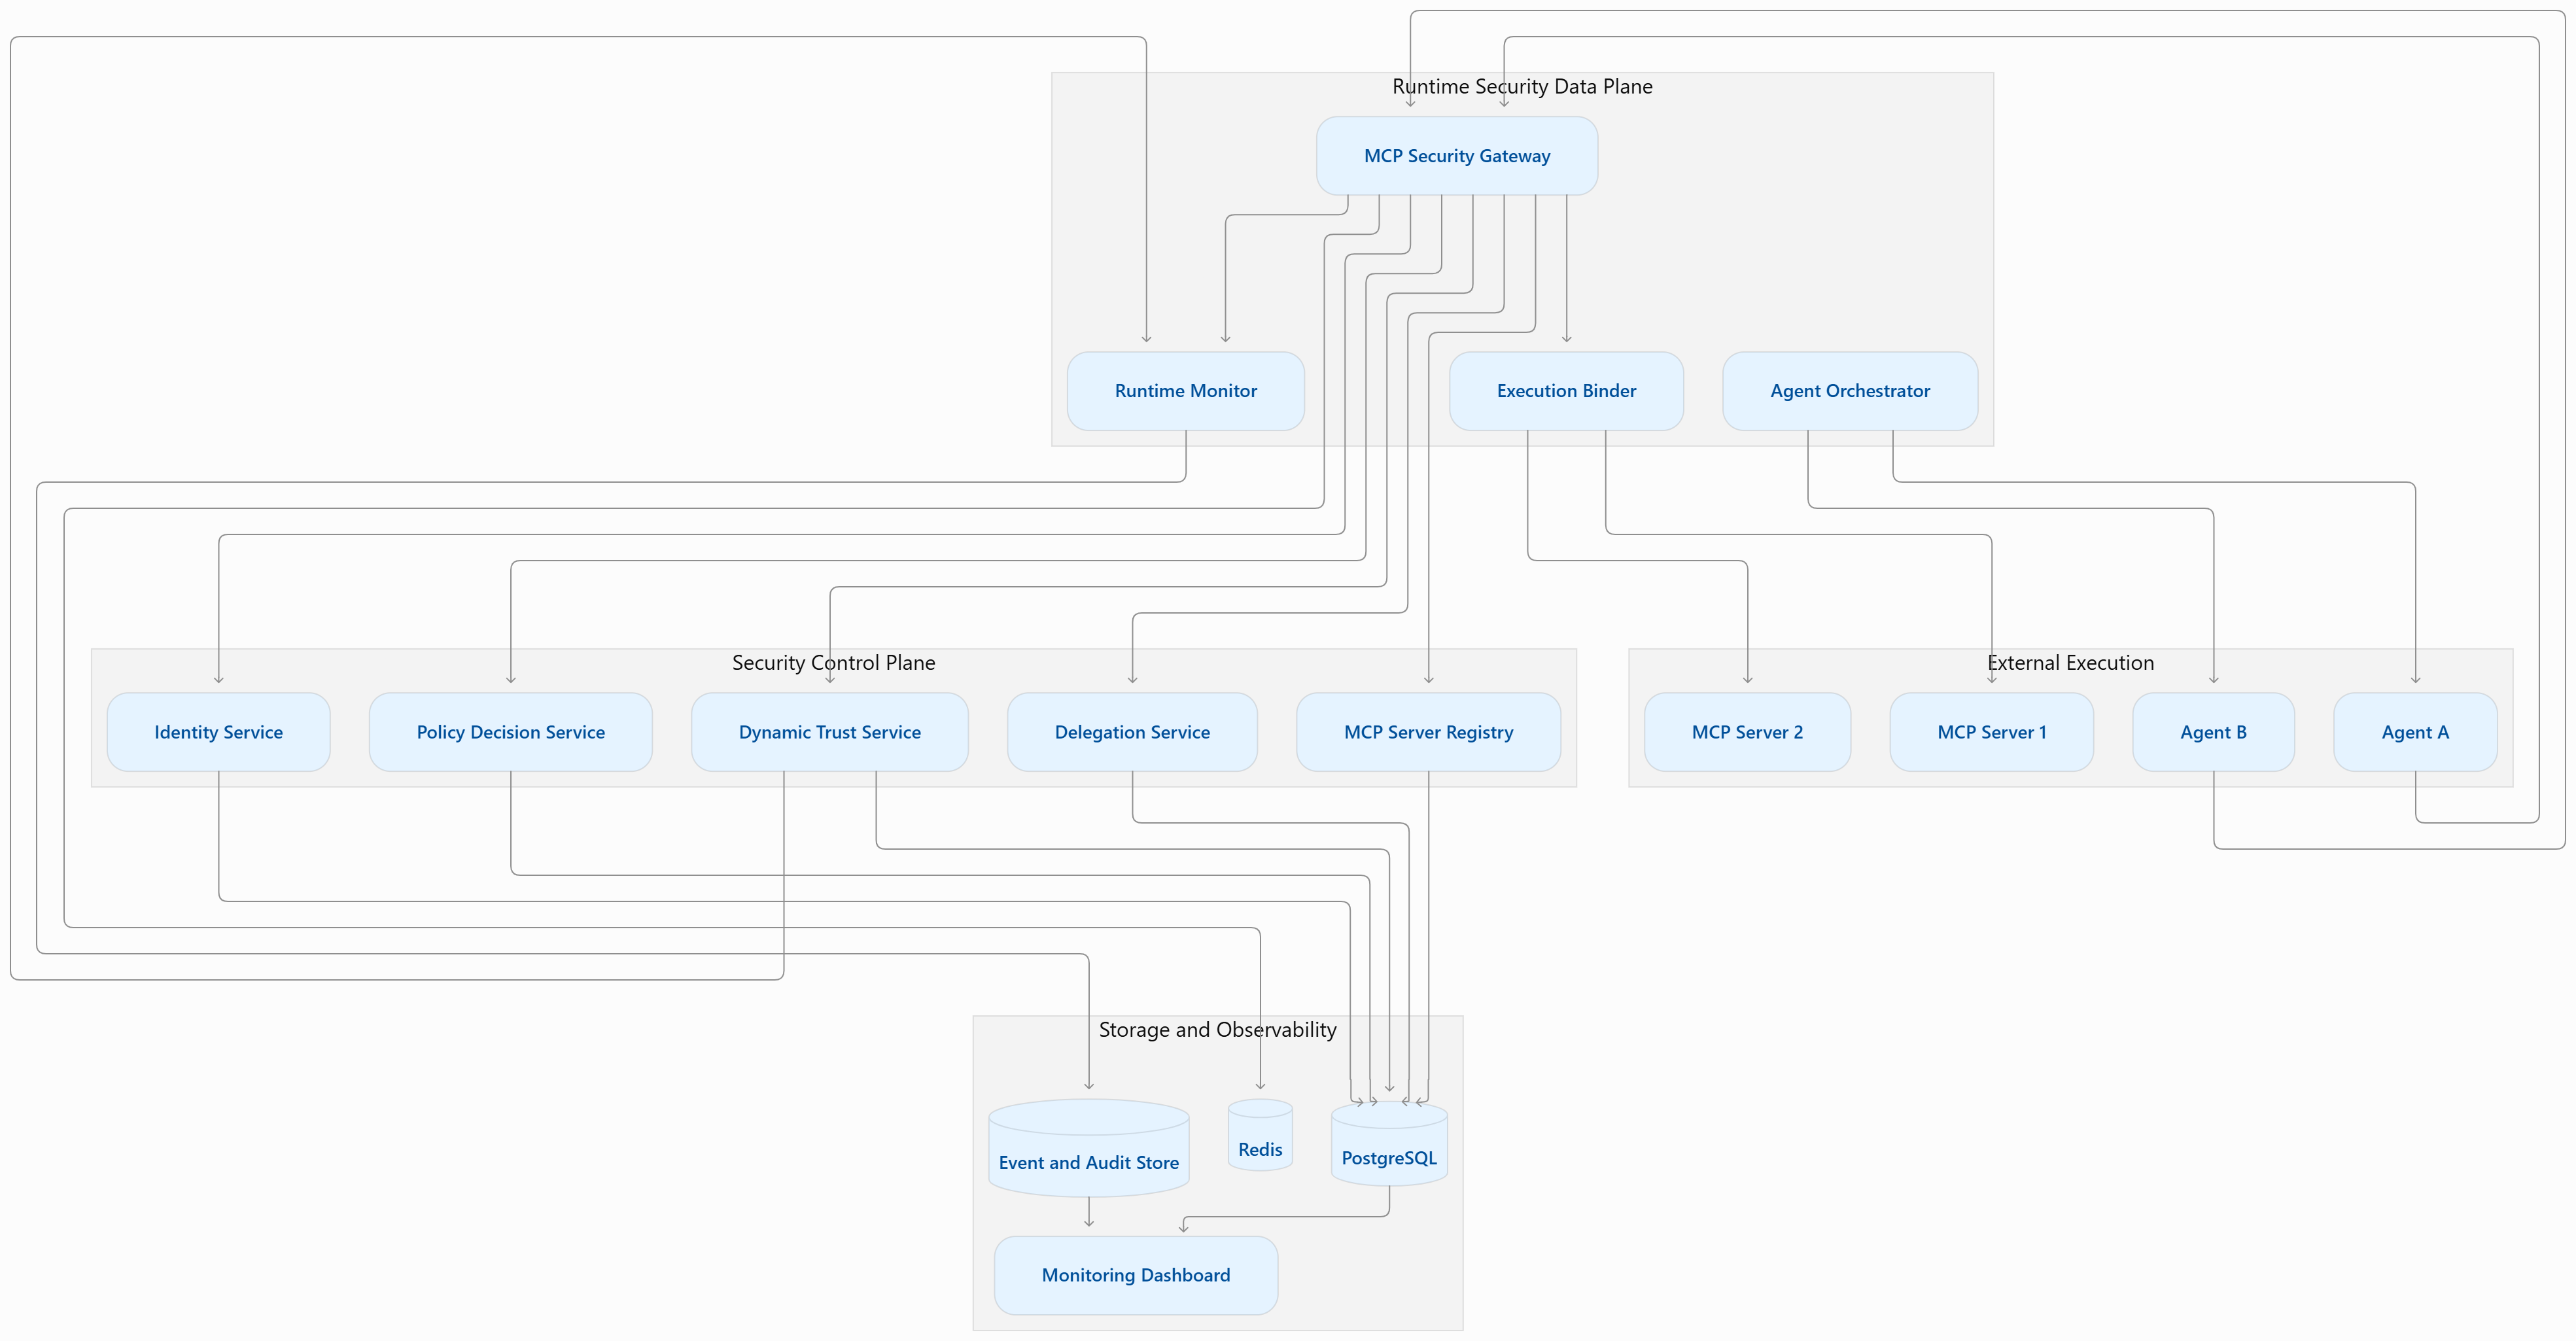 Runtime Security Data Plane
MCP Security Gateway
Runtime Monitor
Execution Binder
Agent Orchestrator
Security Control Plane
Identity Service
Policy Decision Service
Dynamic Trust Service
Delegation Service
MCP Server Registry
External Execution
MCP Server 2
MCP Server 1
Agent B
Agent A
Storage and Observability
Event and Audit Store
Redis
PostgreSQL
Monitoring Dashboard